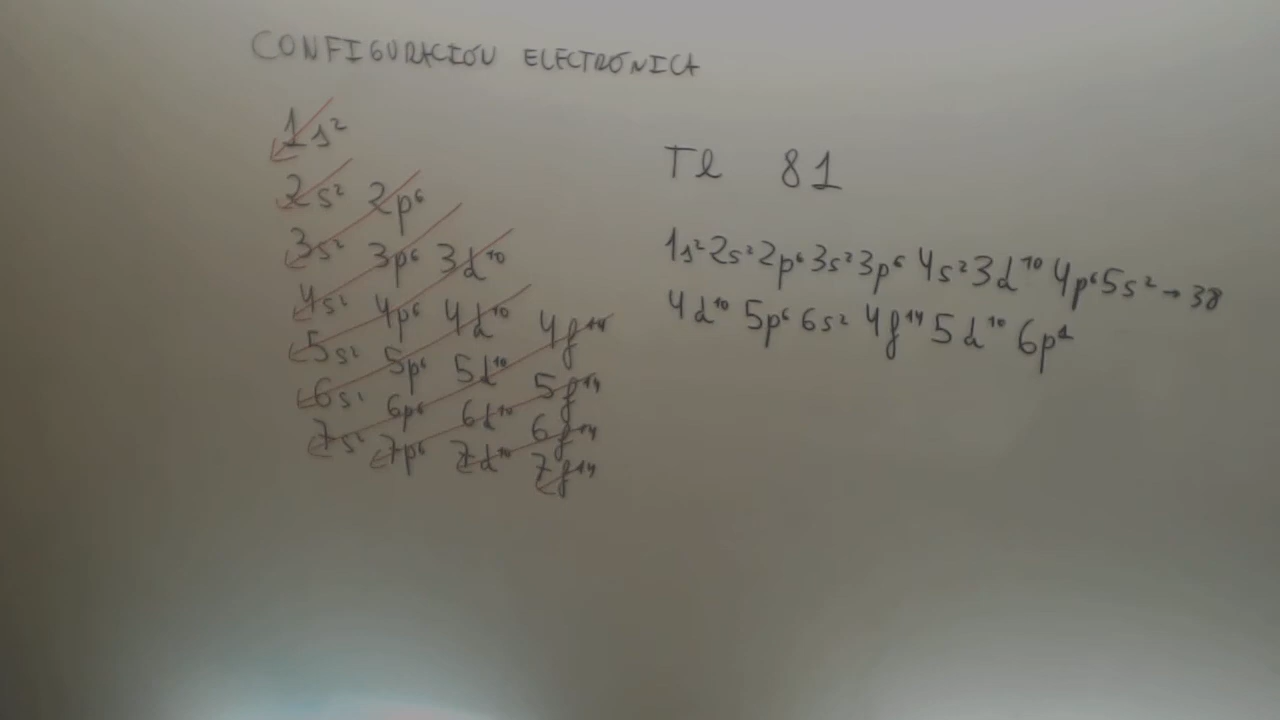 CONFIGURACION ELECTRONICA
1s²
2s² 2p⁶
3s² 3p⁶ 3d¹⁰
4s² 4p⁶ 4d¹⁰ 4f¹⁴
5s² 5p⁶ 5d¹⁰ 5f¹⁴
6s² 6p⁶ 6d¹⁰ 6f¹⁴
7s² 7p⁶ 7d¹⁰ 7f¹⁴
Tl 81
1s² 2s² 2p⁶ 3s² 3p⁶ 4s² 3d¹⁰ 4p⁶ 5s² → 38
4d¹⁰ 5p⁶ 6s² 4f¹⁴ 5d¹⁰ 6p¹